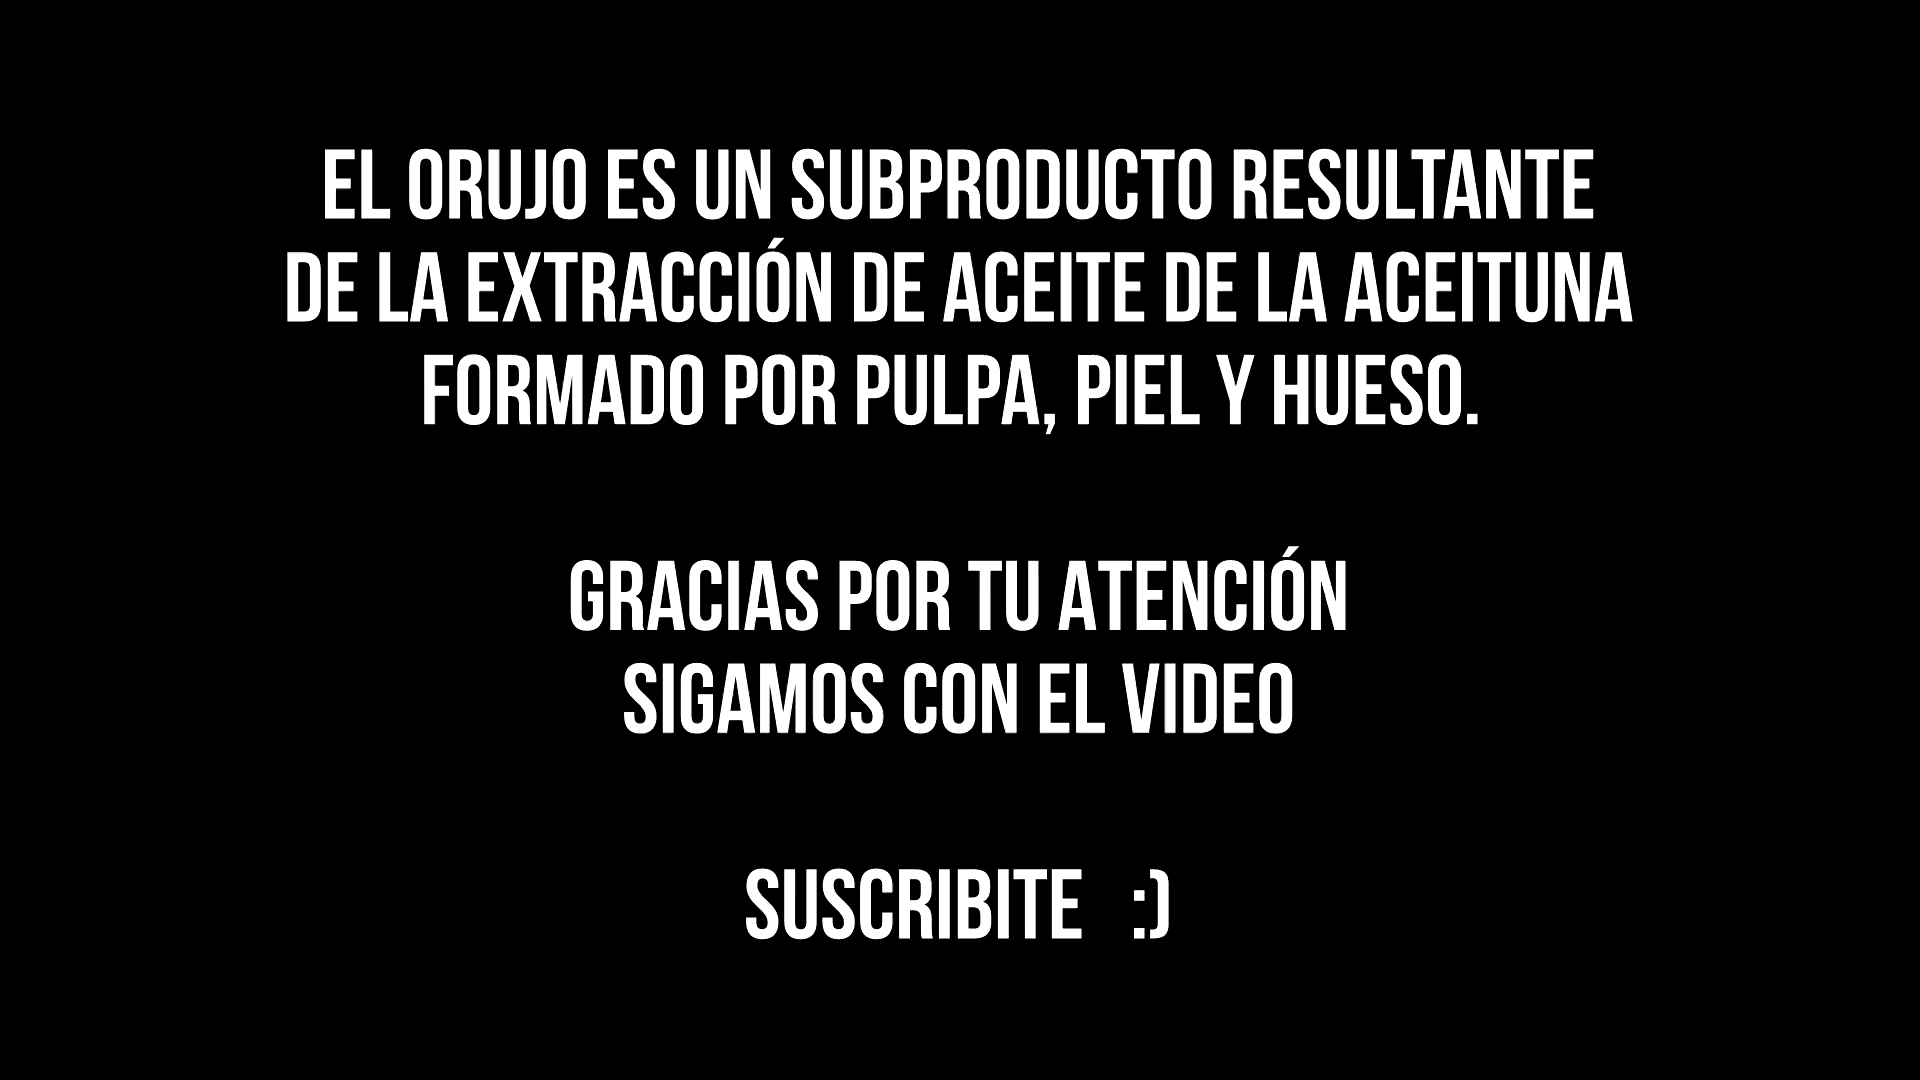 EL ORUJO ES UN SUBPRODUCTO RESULTANTE
DE LA EXTRACCIÓN DE ACEITE DE LA ACEITUNA
FORMADO POR PULPA, PIEL Y HUESO.
GRACIAS POR TU ATENCIÓN
SIGAMOS CON EL VIDEO
SUSCRIBITE :)